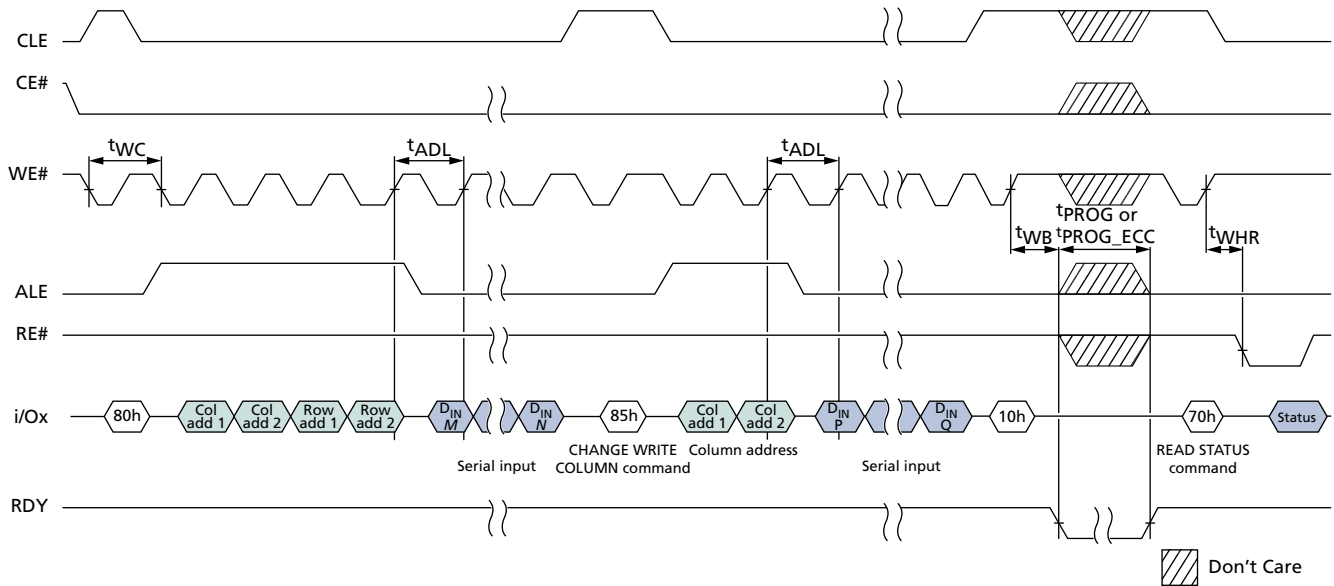 CLE
CE#
tWC
tADL
tADL
WE#
tPROG or
tWB
tPROG_ECC
tWHR
ALE
RE#
I/Ox
80h
Col
add 1
Col
add 2
Row
add 1
Row
add 2
DIN
M
DIN
N
85h
Col
add 1
Col
add 2
DIN
P
DIN
Q
10h
70h
Status
Serial input
CHANGE WRITE
COLUMN command
Column address
Serial input
READ STATUS
command
RDY
Don't Care